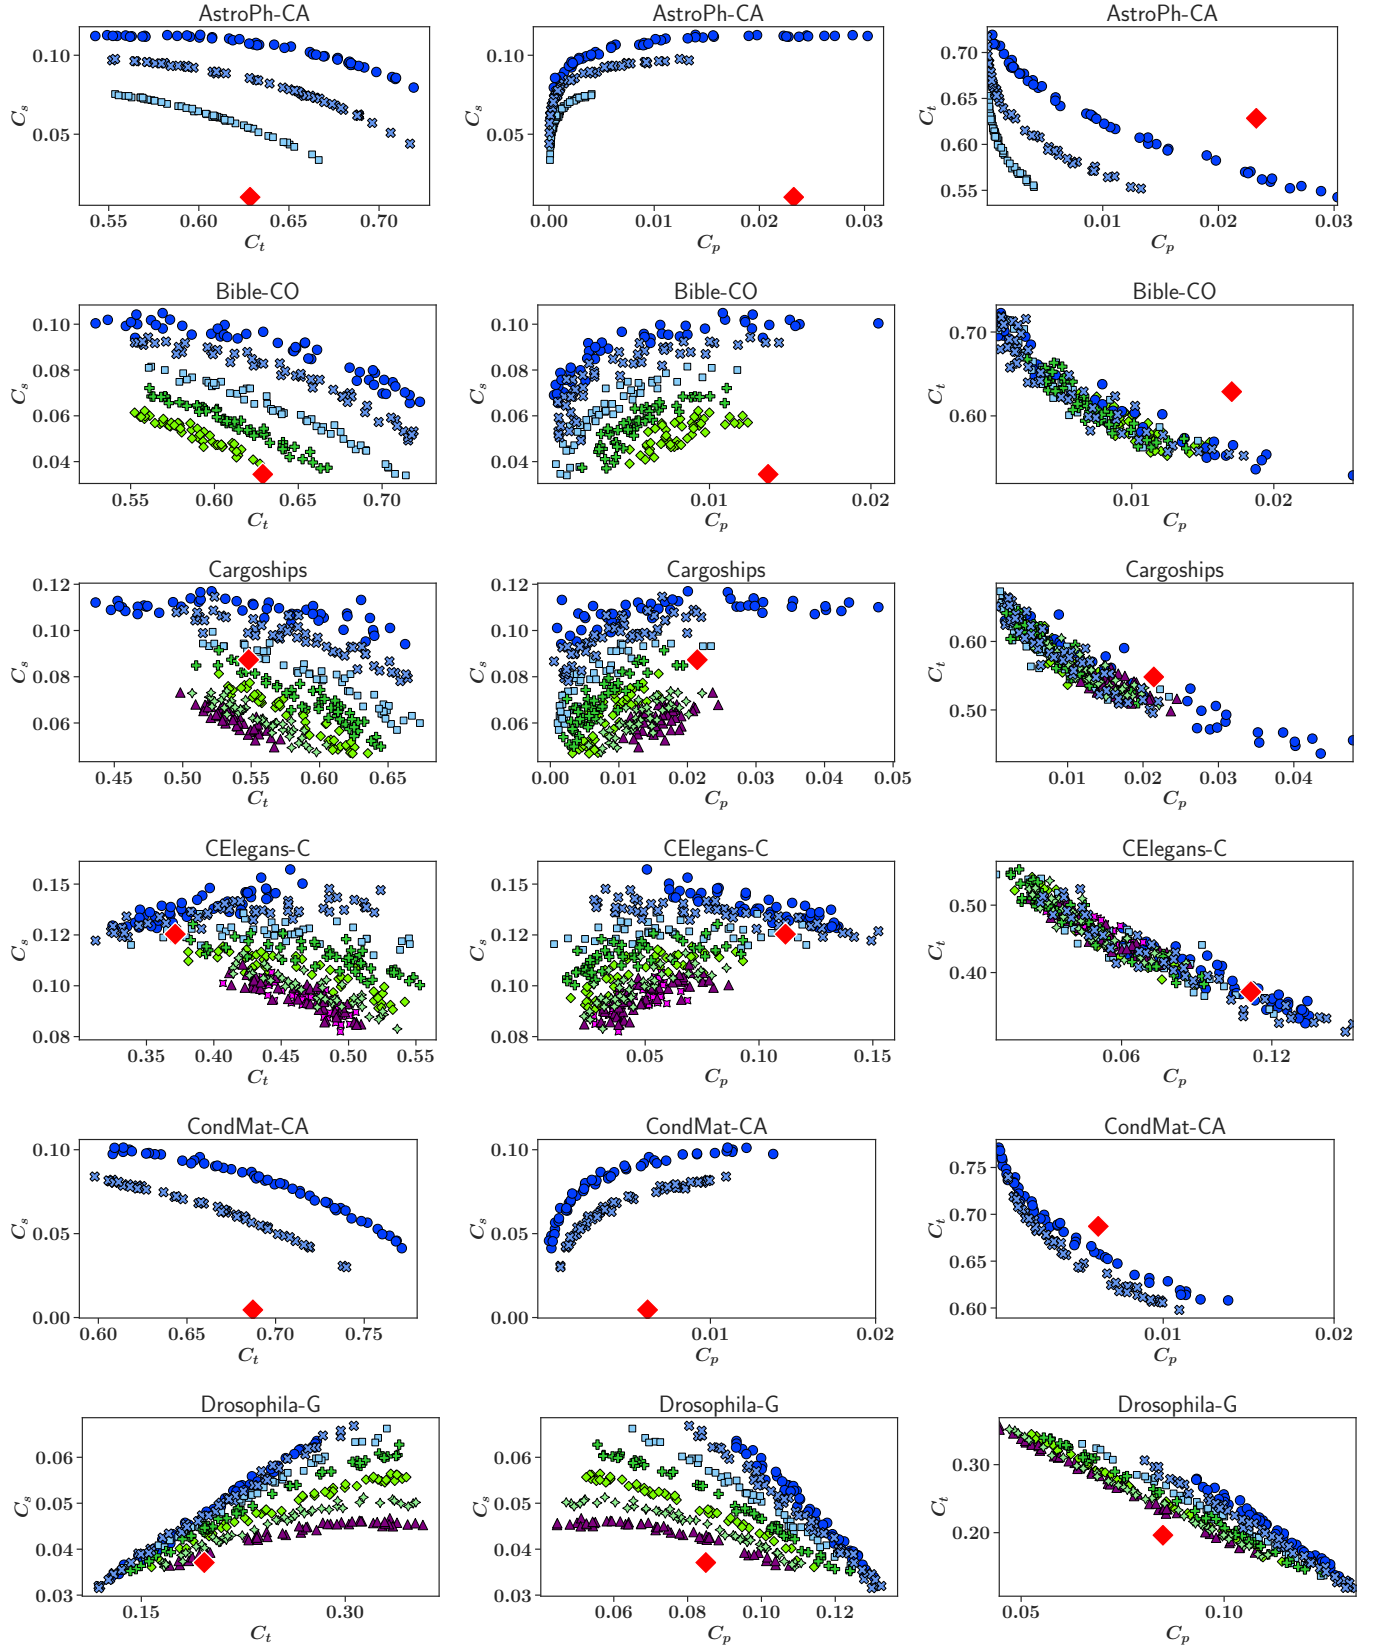 AstroPh-CA AstroPh-CA AstroPh-CA
0.10 0.10 0.70
0.65
0.05 0.05 0.60
0.55
C_s C_s C_t
0.55 0.60 0.65 0.70 0.00 0.01 0.02 0.03 0.01 0.02 0.03
C_t C_p C_p
Bible-CO Bible-CO Bible-CO
0.10 0.10 0.70
0.08 0.08
0.06 0.06 0.60
0.04 0.04
C_s C_s C_t
0.55 0.60 0.65 0.70 0.01 0.02 0.01 0.02
C_t C_p C_p
Cargoships Cargoships Cargoships
0.12 0.12
0.10 0.10 0.60
0.08 0.08
0.06 0.06 0.50
C_s C_s C_t
0.45 0.50 0.55 0.60 0.65 0.00 0.01 0.02 0.03 0.04 0.05 0.01 0.02 0.03 0.04
C_t C_p C_p
CElegans-C CElegans-C CElegans-C
0.15 0.15 0.50
0.12 0.12
0.10 0.10 0.40
0.08 0.08
C_s C_s C_t
0.35 0.40 0.45 0.50 0.55 0.05 0.10 0.15 0.06 0.12
C_t C_p C_p
CondMat-CA CondMat-CA CondMat-CA
0.10 0.10 0.75
0.05 0.05 0.70
0.65
0.00 0.00 0.60
C_s C_s C_t
0.60 0.65 0.70 0.75 0.01 0.02 0.01 0.02
C_t C_p C_p
Drosophila-G Drosophila-G Drosophila-G
0.06 0.06 0.30
0.05 0.05
0.04 0.04 0.20
0.03 0.03
C_s C_s C_t
0.15 0.30 0.06 0.08 0.10 0.12 0.05 0.10
C_t C_p C_p